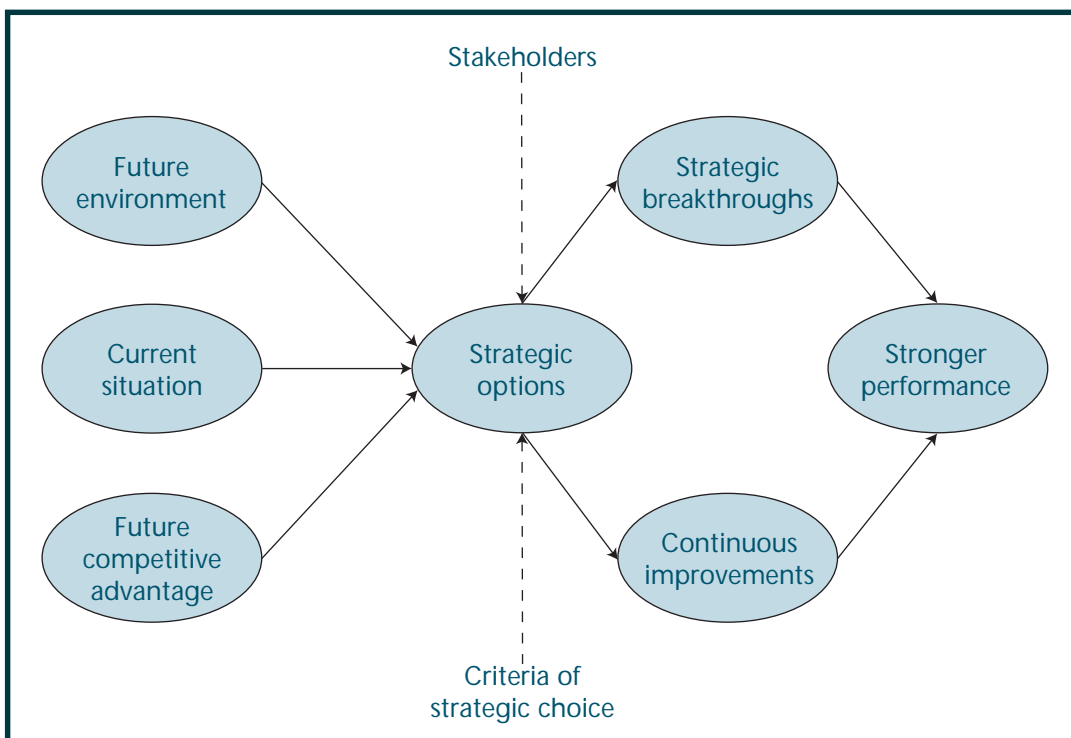 Stakeholders
Future
environment
Strategic
breakthroughs
Current
situation
Strategic
options
Stronger
performance
Future
competitive
advantage
Continuous
improvements
Criteria of
strategic choice